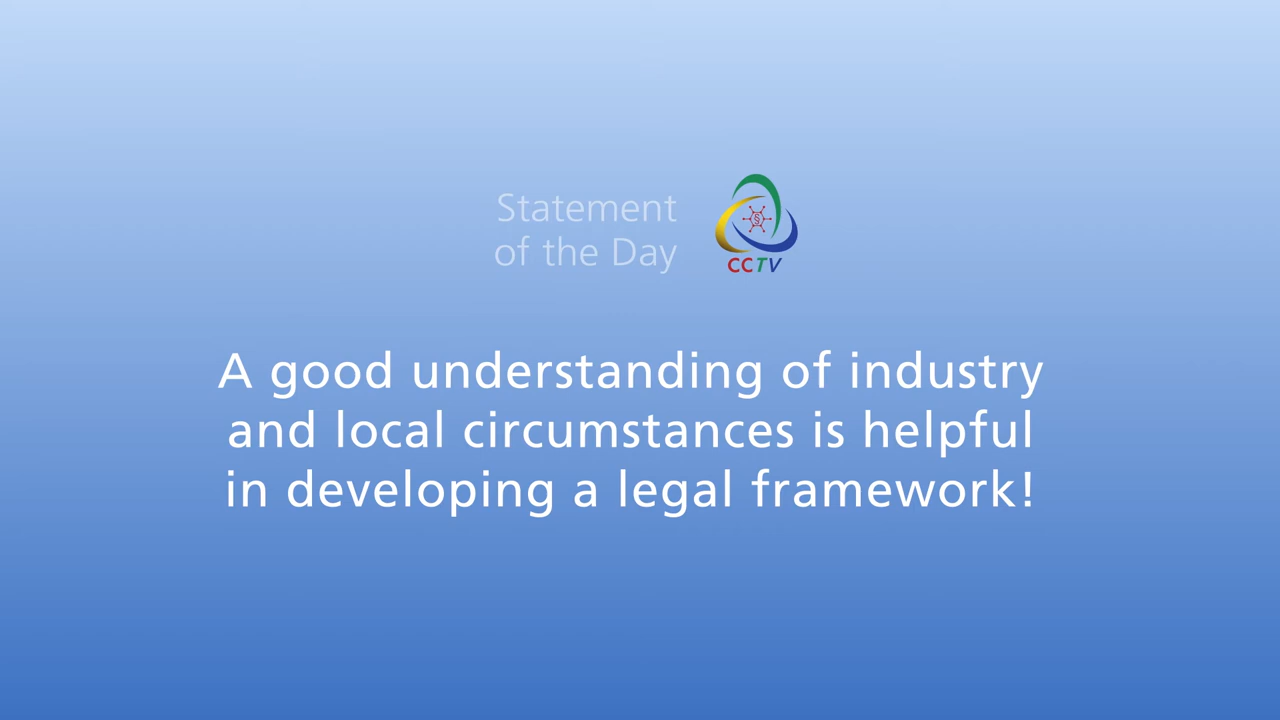 Statement
of the Day
§
CCTV
A good understanding of industry
and local circumstances is helpful
in developing a legal framework!